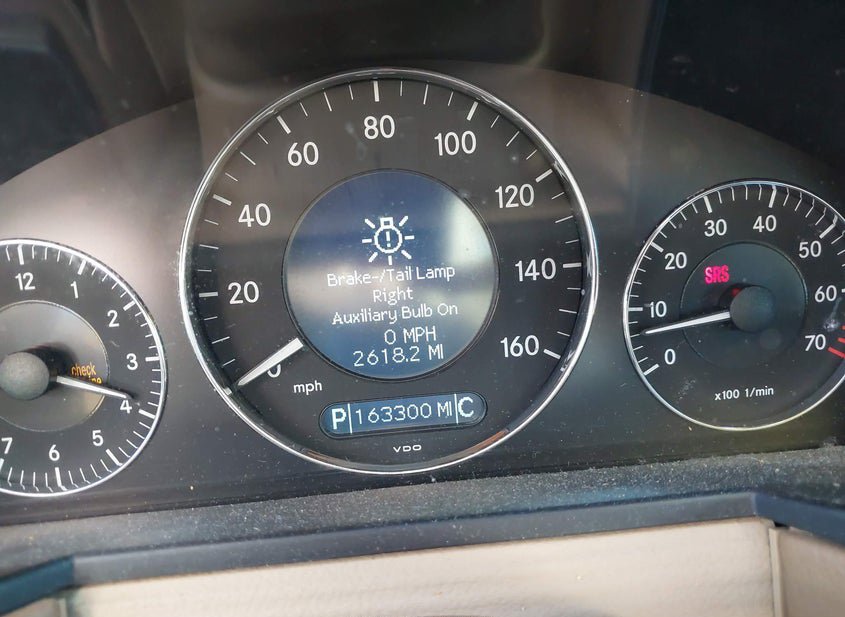 80
60
100
40
120
20
140
0
160
mph
Brake-/Tail Lamp
Right
Auxiliary Bulb On
0 MPH
2618.2 MI
P 163300 MI C
VDO
12
1
2
3
4
5
6
7
check
0
10
20
30
40
50
60
70
SRS
x100 1/min